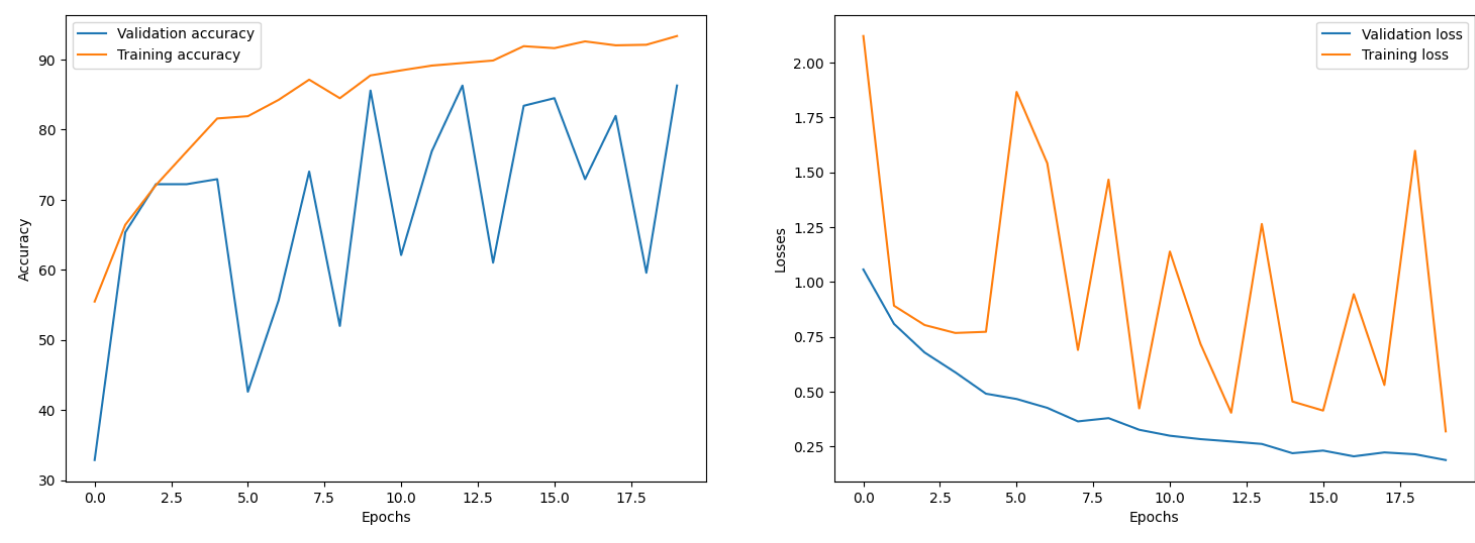 Validation accuracy
Training accuracy
90
80
70
60
50
40
30
Accuracy
0.0 2.5 5.0 7.5 10.0 12.5 15.0 17.5
Epochs
Validation loss
Training loss
2.00
1.75
1.50
1.25
1.00
0.75
0.50
0.25
Losses
0.0 2.5 5.0 7.5 10.0 12.5 15.0 17.5
Epochs